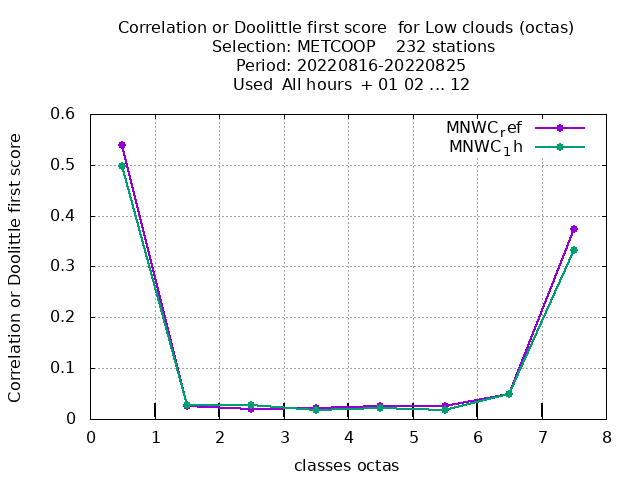 Correlation or Doolittle first score  for Low clouds (octas)
Selection: METCOOP    232 stations
Period: 20220816-20220825
Used  All hours  + 01 02 ... 12
MNWC_ref
MNWC_1h
Correlation or Doolittle first score
0.6
0.5
0.4
0.3
0.2
0.1
0
0 1 2 3 4 5 6 7 8
classes octas